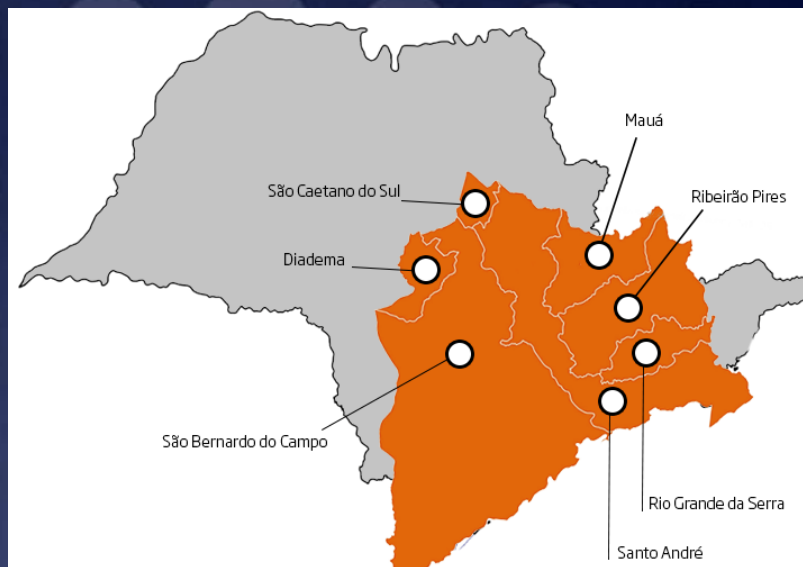 Mauá
São Caetano do Sul
Ribeirão Pires
Diadema
São Bernardo do Campo
Rio Grande da Serra
Santo André